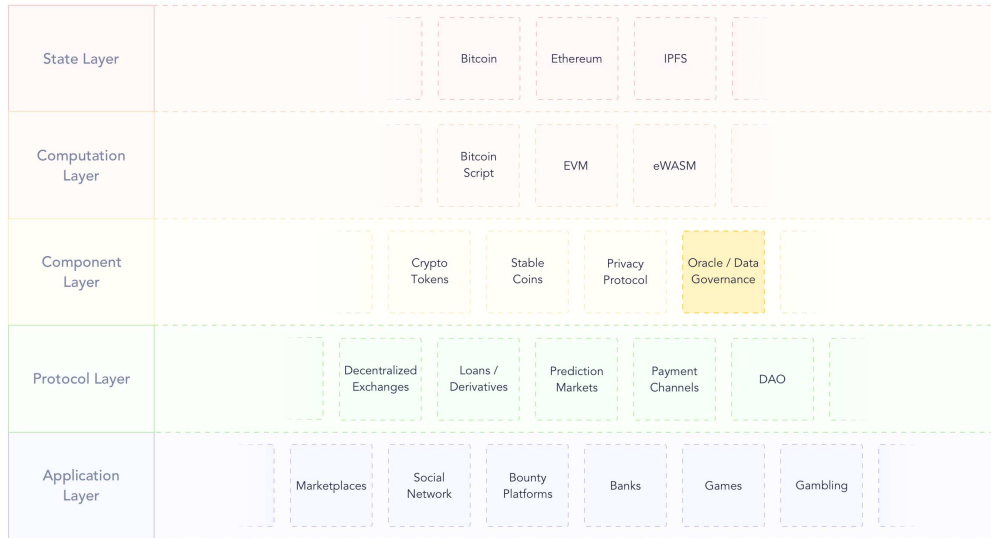 State Layer
Bitcoin
Ethereum
IPFS
Computation
Layer
Bitcoin
Script
EVM
eWASM
Component
Layer
Crypto
Tokens
Stable
Coins
Privacy
Protocol
Oracle / Data
Governance
Protocol Layer
Decentralized
Exchanges
Loans /
Derivatives
Prediction
Markets
Payment
Channels
DAO
Application
Layer
Marketplaces
Social
Network
Bounty
Platforms
Banks
Games
Gambling